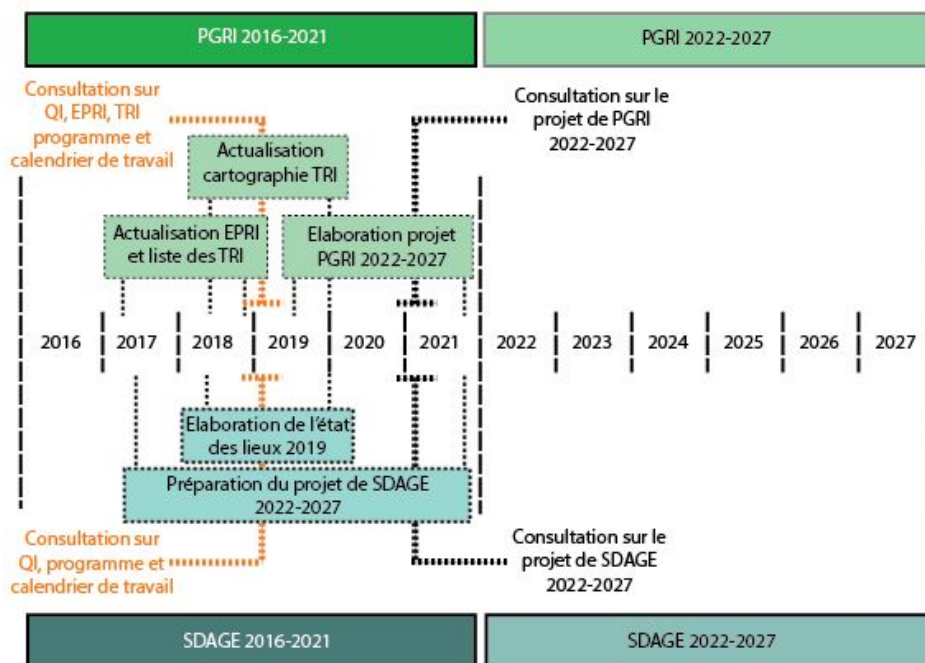 PGRI 2016-2021
PGRI 2022-2027
Consultation sur
QI, EPRI, TRI
programme et
calendrier de travail
Consultation sur le
projet de PGRI
2022-2027
Actualisation
cartographie TRI
Actualisation EPRI
et liste des TRI
Elaboration projet
PGRI 2022-2027
2016 2017 2018 2019 2020 2021 2022 2023 2024 2025 2026 2027
Elaboration de l'état
des lieux 2019
Préparation du projet de SDAGE
2022-2027
Consultation sur
QI, programme et
calendrier de travail
Consultation sur le
projet de SDAGE
2022-2027
SDAGE 2016-2021
SDAGE 2022-2027